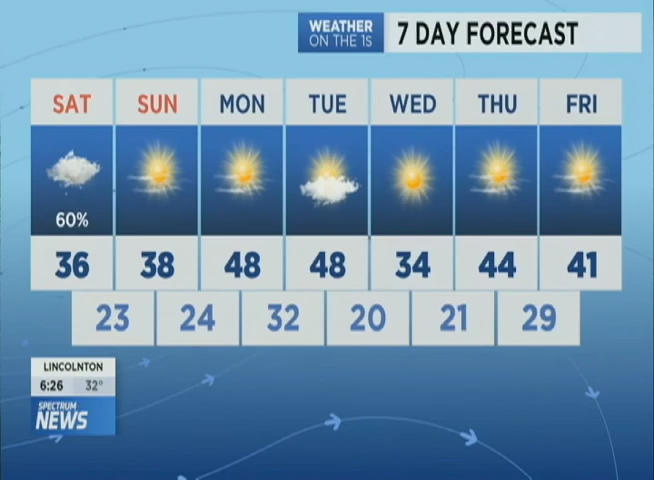 WEATHER
ON THE 1S
7 DAY FORECAST
SAT SUN MON TUE WED THU FRI
60%
36 38 48 48 34 44 41
23 24 32 20 21 29
LINCOLNTON
6:26 32°
SPECTRUM
NEWS